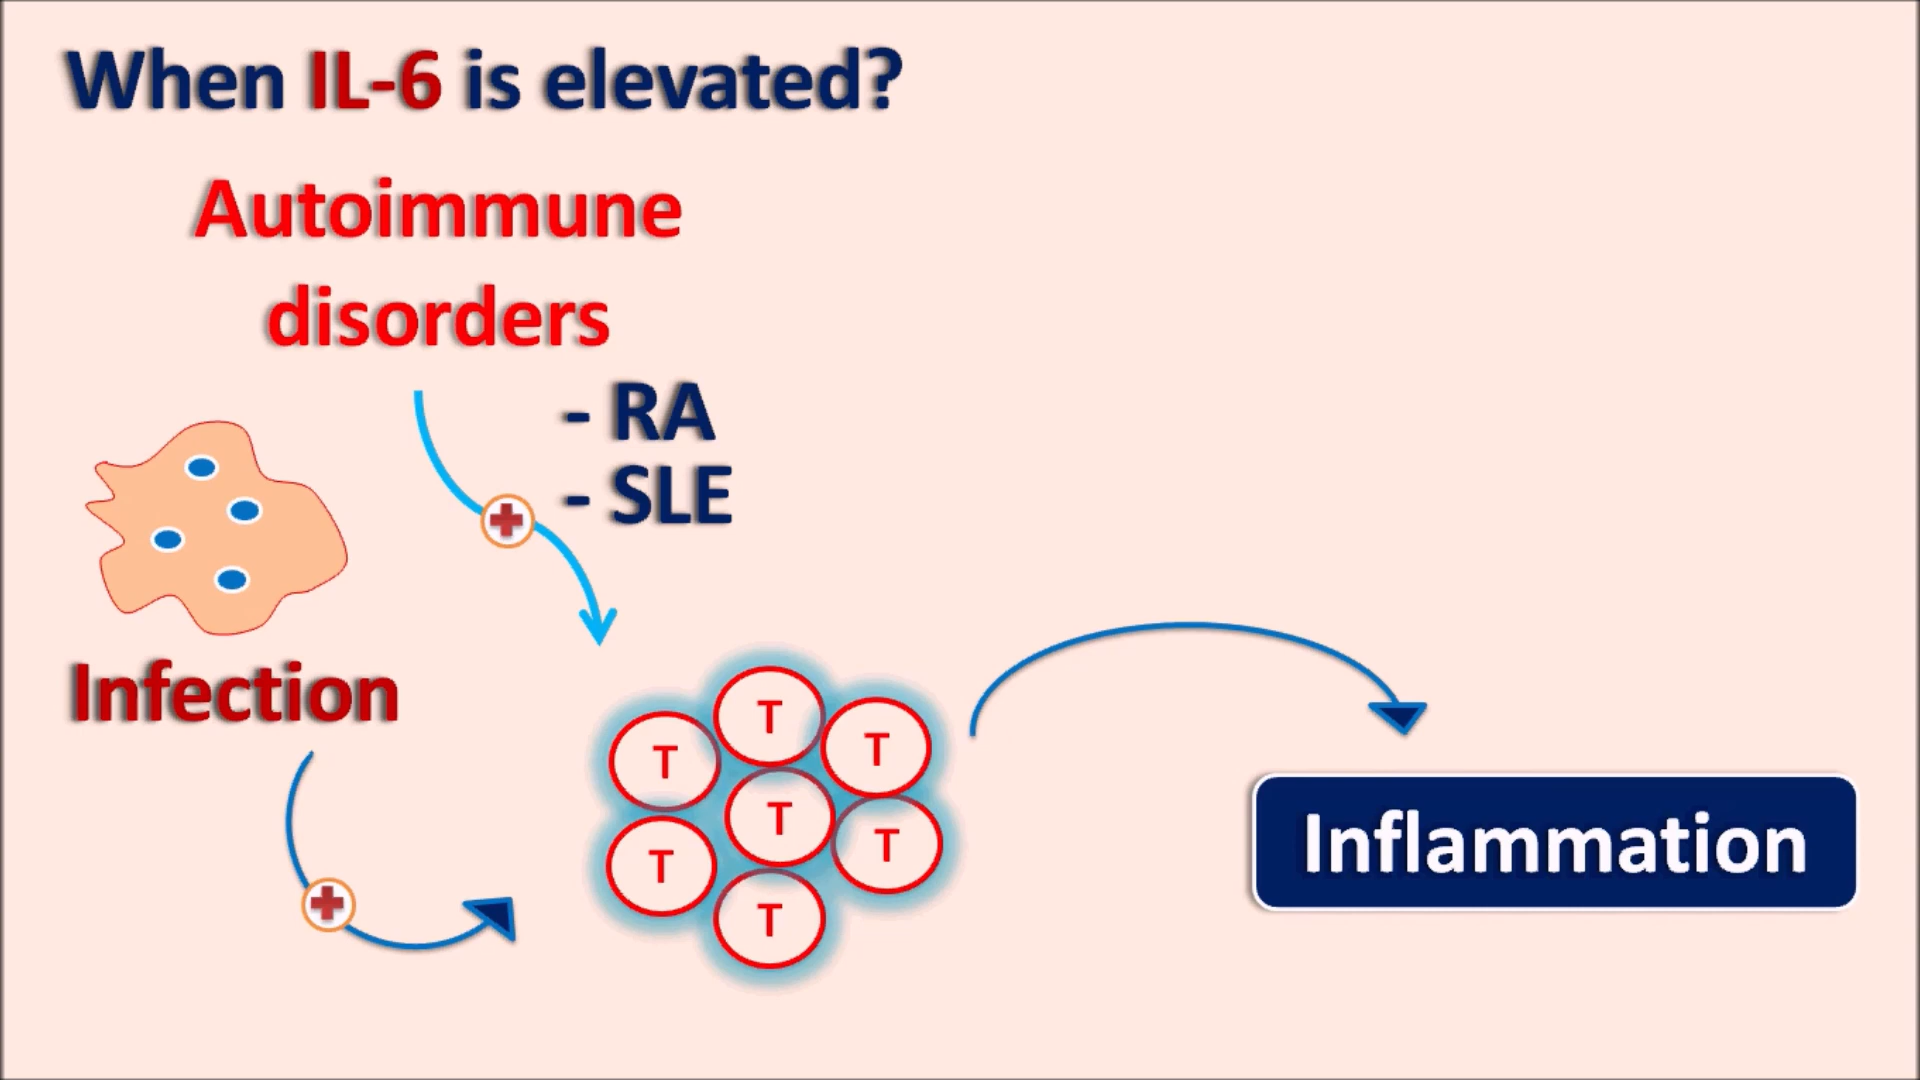 When IL-6 is elevated?
Autoimmune
disorders
- RA
- SLE
Infection
T
T
T
T
T
T
T
Inflammation